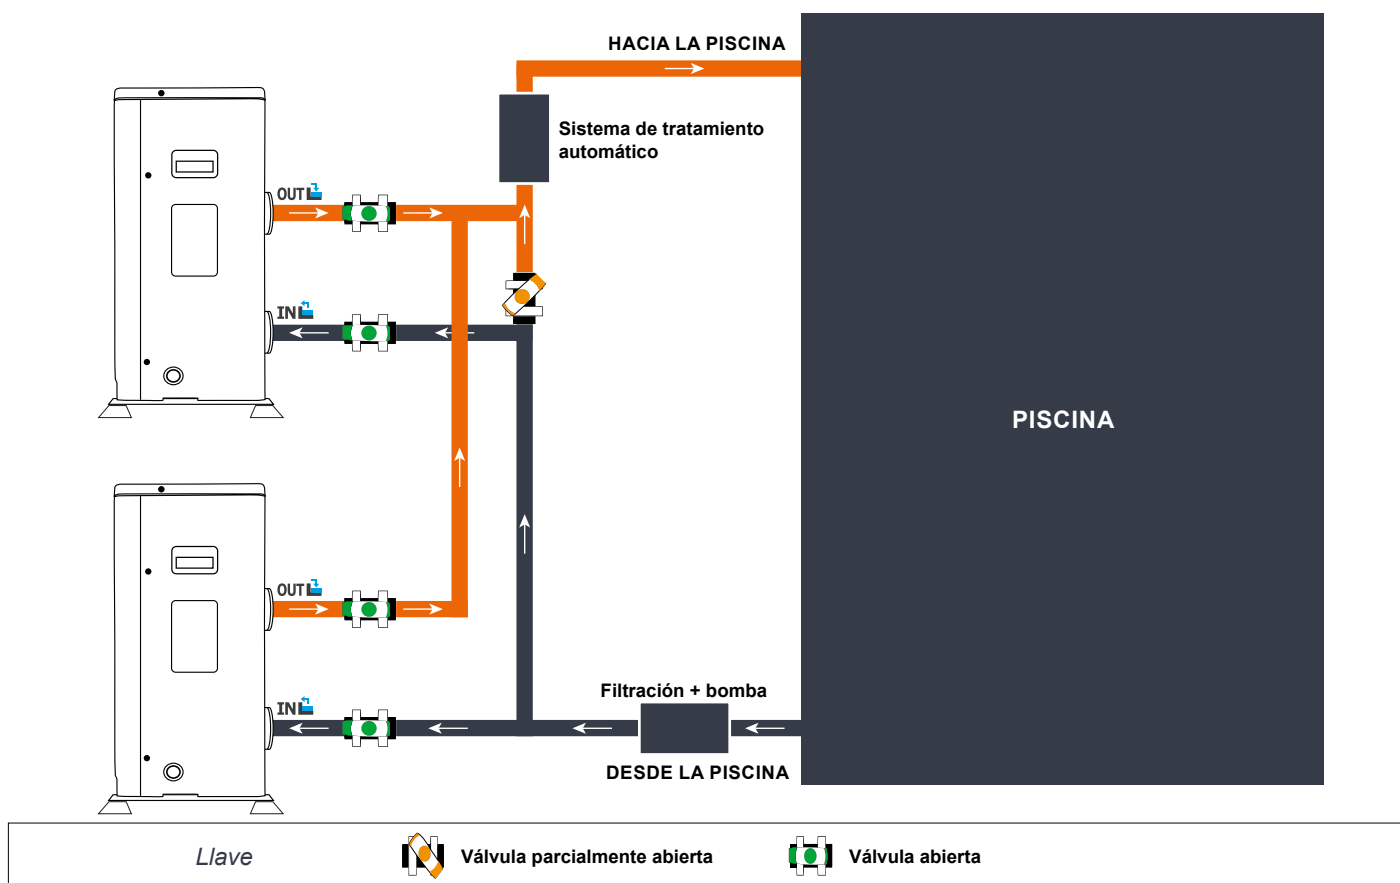 HACIA LA PISCINA
Sistema de tratamiento
automático
OUT
IN
PISCINA
OUT
IN
Filtración + bomba
DESDE LA PISCINA
Llave
Válvula parcialmente abierta
Válvula abierta